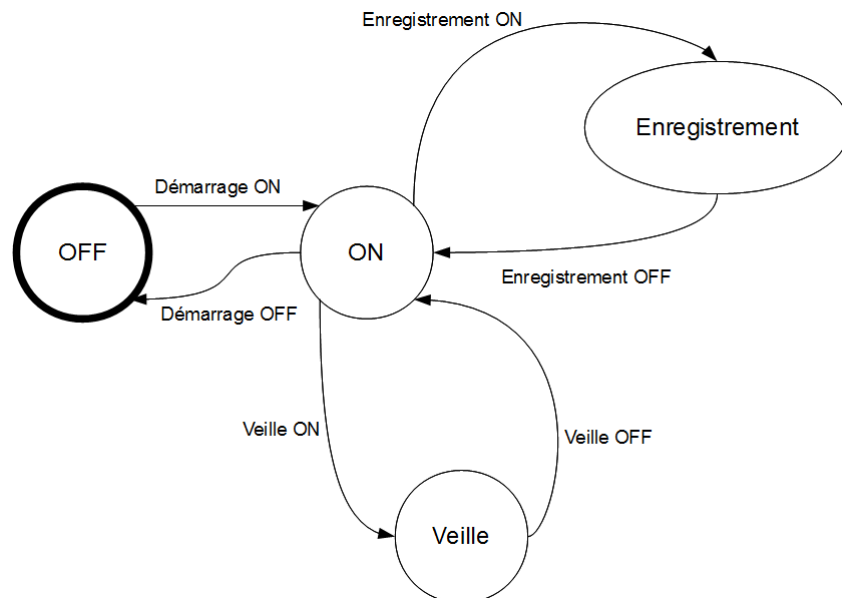 Enregistrement ON
Enregistrement
Démarrage ON
OFF
ON
Enregistrement OFF
Démarrage OFF
Veille ON
Veille OFF
Veille